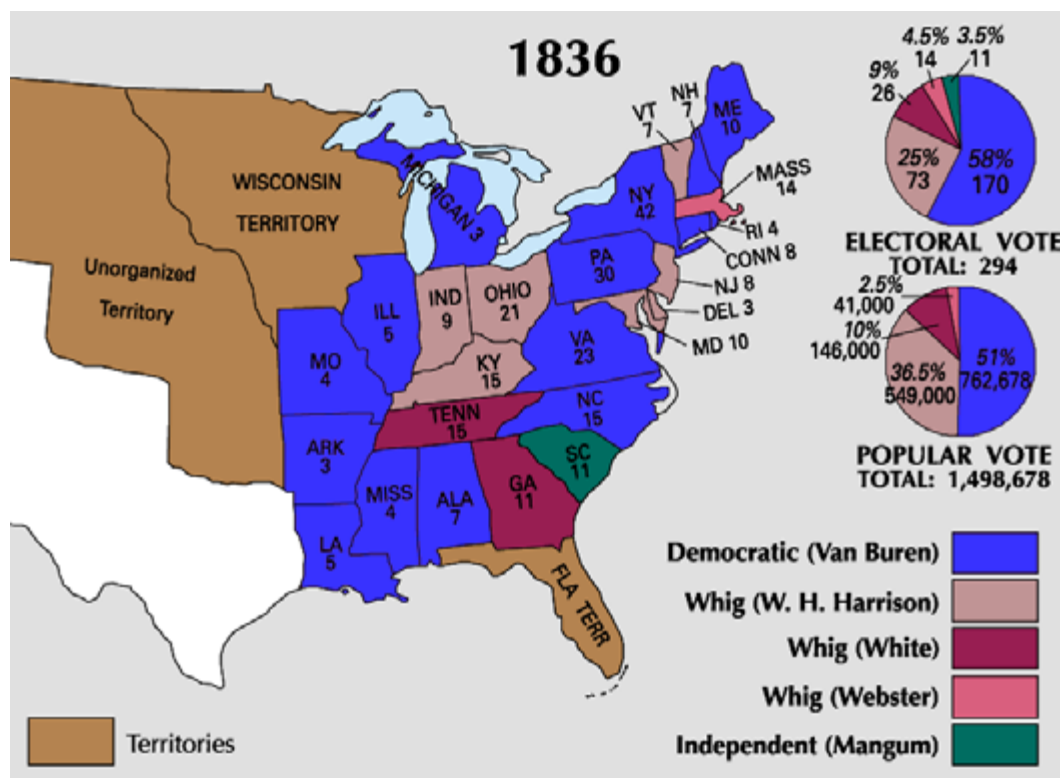 1836
WISCONSIN
TERRITORY
Unorganized
Territory
MICHIGAN 3
VT
7
NH
7
ME
10
MASS
14
NY
42
RI 4
CONN 8
PA
30
NJ 8
DEL 3
MD 10
ILL
5
IND
9
OHIO
21
VA
23
MO
4
KY
15
NC
15
TENN
15
ARK
3
SC
11
MISS
4
ALA
7
GA
11
LA
5
FLA TERR
4.5%
14
3.5%
11
9%
26
25%
73
58%
170
ELECTORAL VOTE
TOTAL: 294
2.5%
41,000
10%
146,000
36.5%
549,000
51%
762,678
POPULAR VOTE
TOTAL: 1,498,678
Democratic (Van Buren)
Whig (W. H. Harrison)
Whig (White)
Whig (Webster)
Independent (Mangum)
Territories